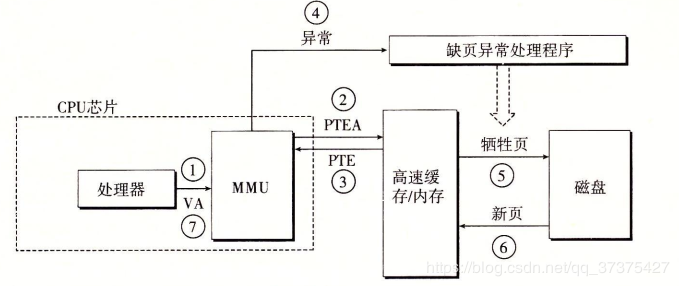 ④
异常
缺页异常处理程序
CPU芯片
②
PTEA
PTE
③
处理器
①
VA
⑦
MMU
高速缓
存/内存
牺牲页
⑤
新页
⑥
磁盘
https://blog.csdn.net/qq_37375427